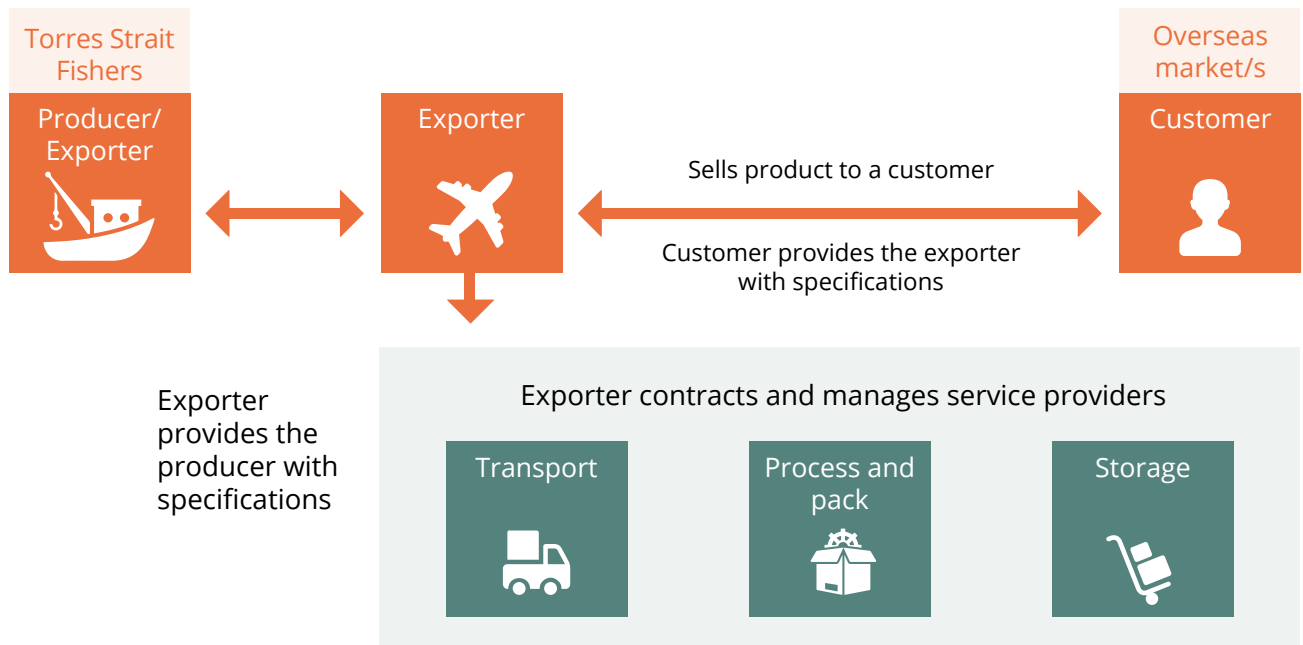 Torres Strait
Fishers
Producer/
Exporter
Exporter
Sells product to a customer
Customer provides the exporter
with specifications
Overseas
market/s
Customer
Exporter
provides the
producer with
specifications
Exporter contracts and manages service providers
Transport
Process and
pack
Storage